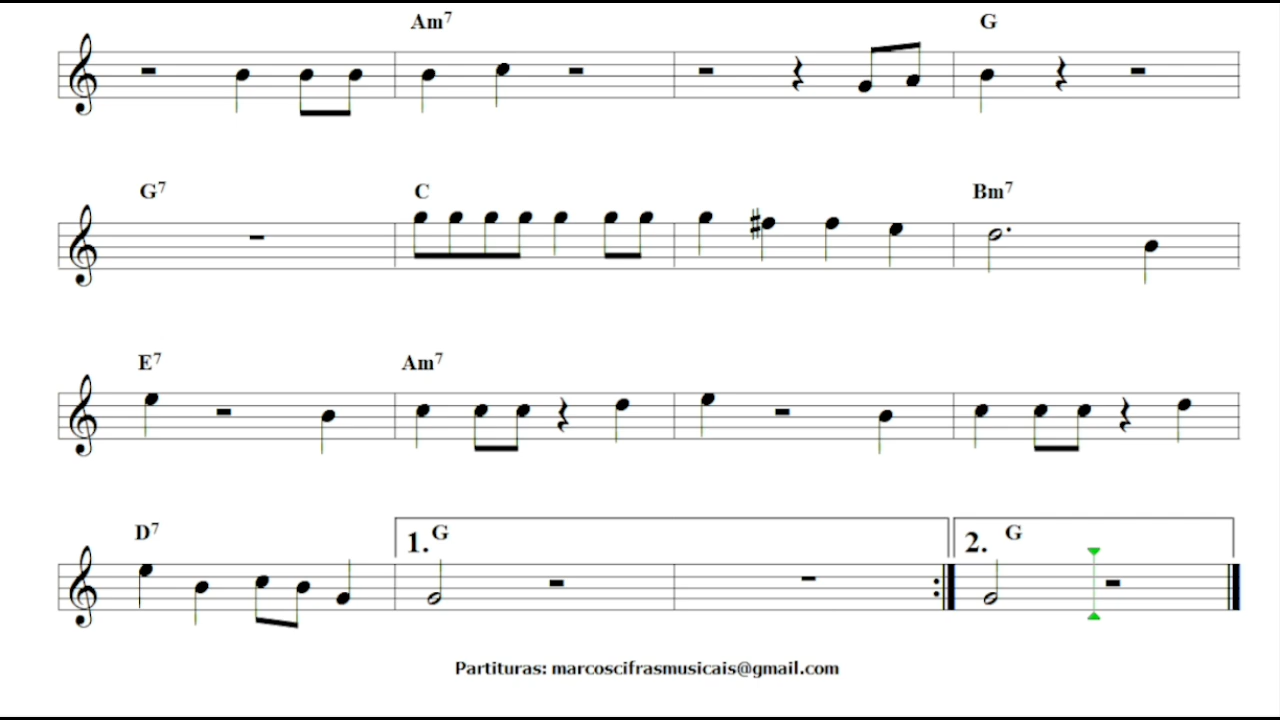 Am7 G
G7 C Bm7
E7 Am7
D7 1. G 2. G
Partituras: marcoscifrasmusicais@gmail.com